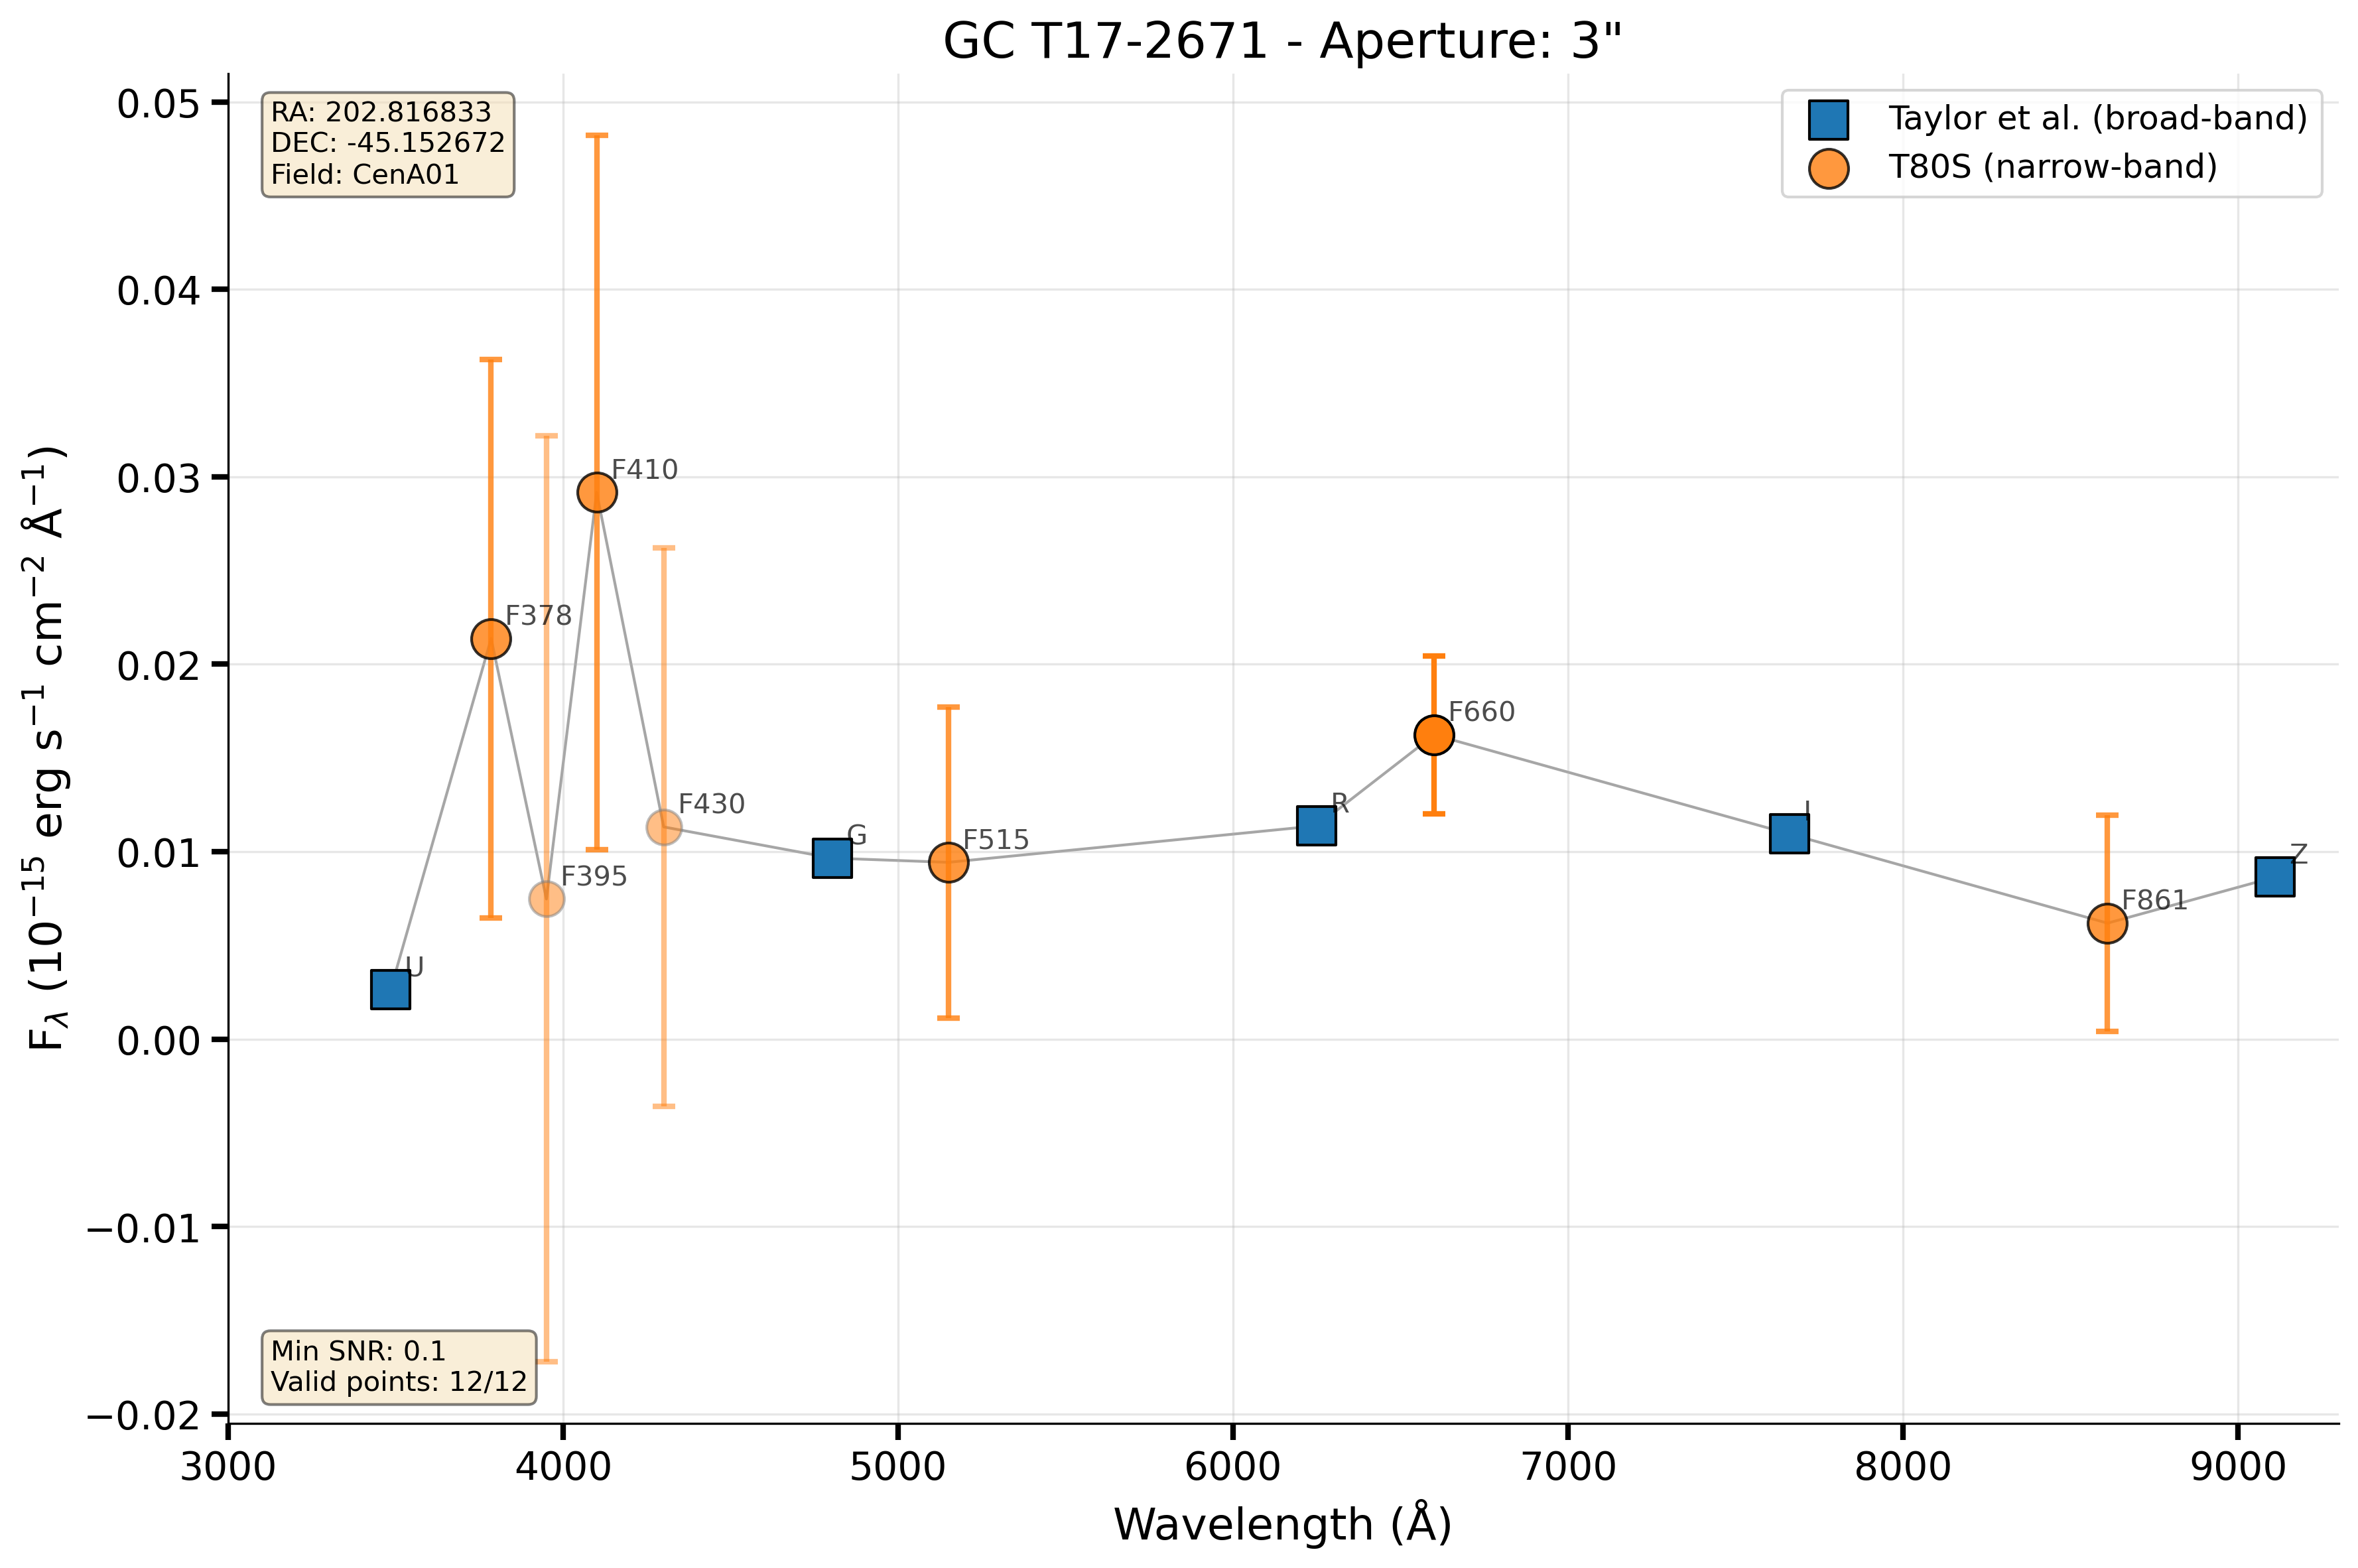 GC T17-2671 - Aperture: 3"
RA: 202.816833
DEC: -45.152672
Field: CenA01
Taylor et al. (broad-band)
T80S (narrow-band)
0.05
0.04
0.03
0.02
0.01
0.00
−0.01
−0.02
F$_λ$ (10$^{−15}$ erg s$^{−1}$ cm$^{−2}$ Å$^{−1}$)
U
F378
F395
F410
F430
G
F515
R
F660
I
F861
Z
Min SNR: 0.1
Valid points: 12/12
3000 4000 5000 6000 7000 8000 9000
Wavelength (Å)